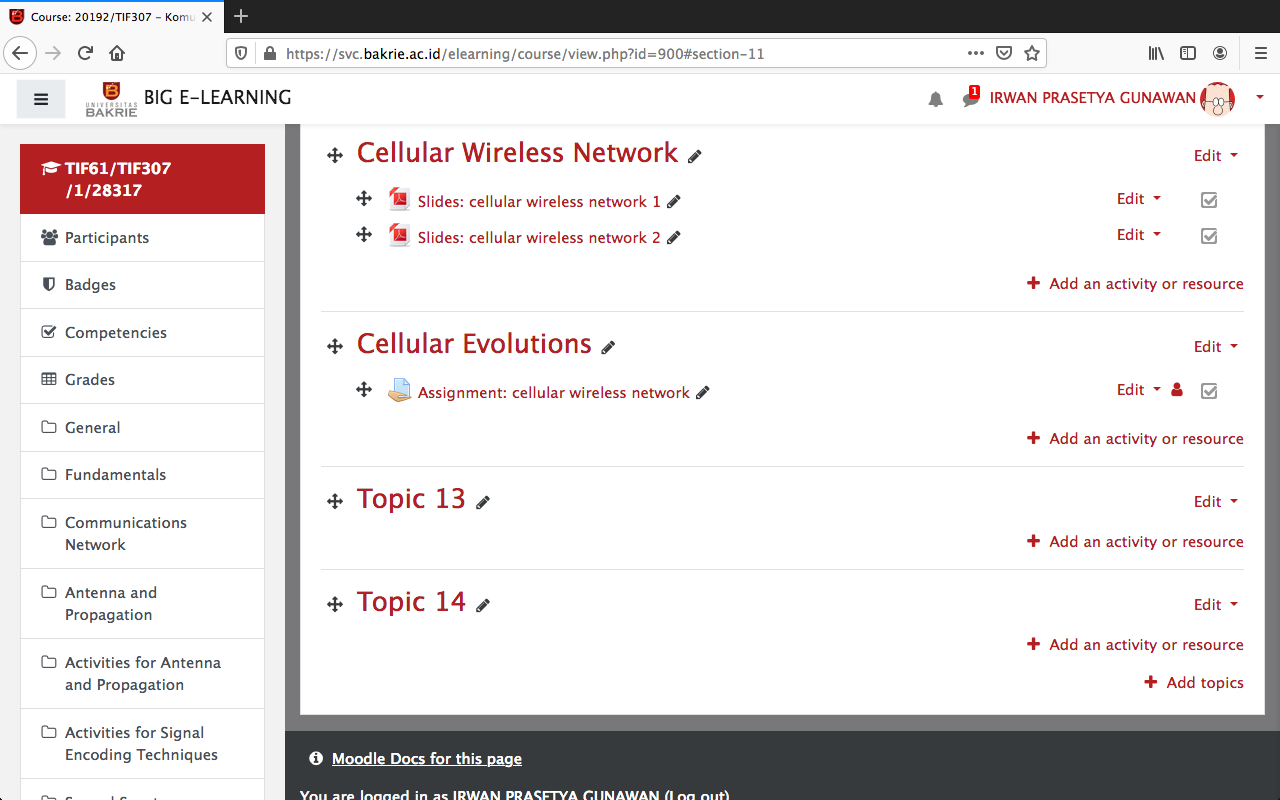 Course: 20192/TIF307 – Komu
https://svc.bakrie.ac.id/elearning/course/view.php?id=900#section-11
UNIVERSITAS
BAKRIE
BIG E-LEARNING
1
IRWAN PRASETYA GUNAWAN
TIF61/TIF307
/1/28317
Participants
Badges
Competencies
Grades
General
Fundamentals
Communications
Network
Antenna and
Propagation
Activities for Antenna
and Propagation
Activities for Signal
Encoding Techniques
Cellular Wireless Network
Edit
Slides: cellular wireless network 1
Edit
Slides: cellular wireless network 2
Edit
Add an activity or resource
Cellular Evolutions
Edit
Assignment: cellular wireless network
Edit
Add an activity or resource
Topic 13
Edit
Add an activity or resource
Topic 14
Edit
Add an activity or resource
Add topics
Moodle Docs for this page
You are logged in as IRWAN PRASETYA GUNAWAN (Log out)